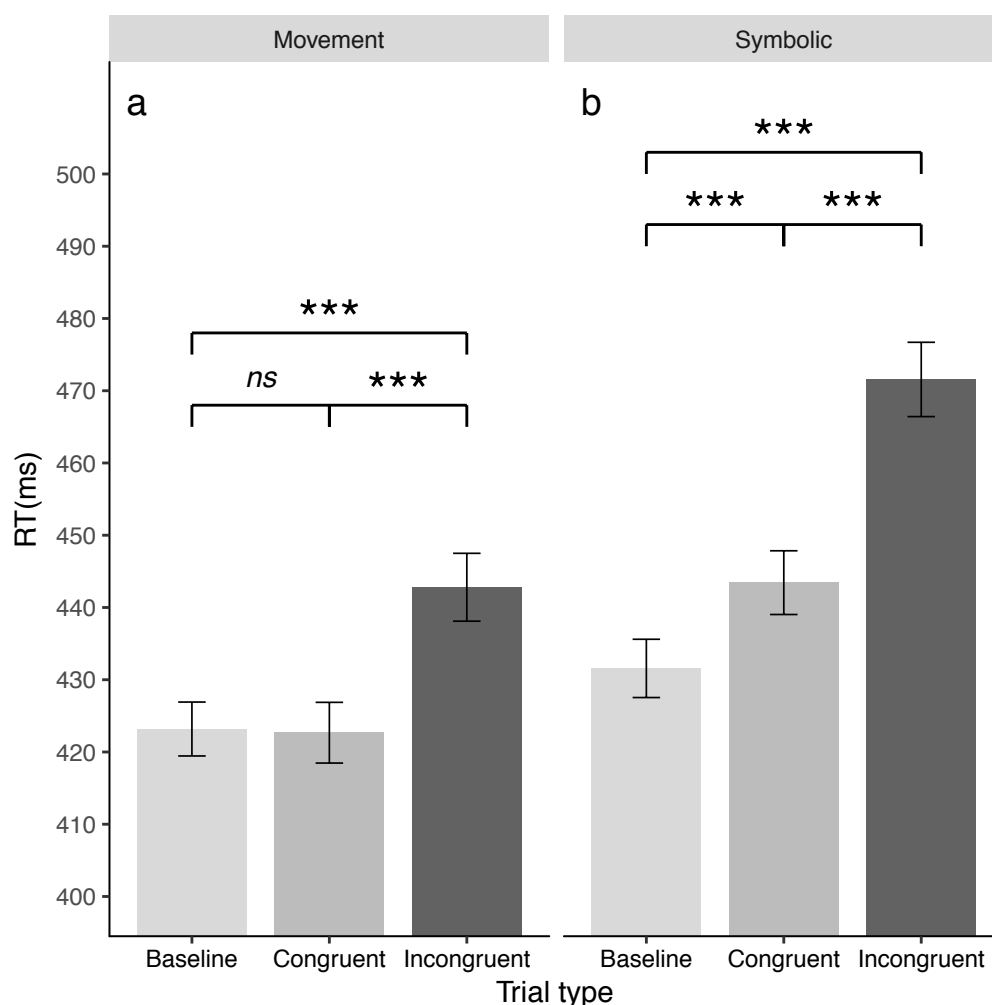 Movement
Symbolic
a
b
***
***
***
***
ns
***
500
490
480
470
460
450
440
430
420
410
400
RT(ms)
Baseline
Congruent
Incongruent
Baseline
Congruent
Incongruent
Trial type